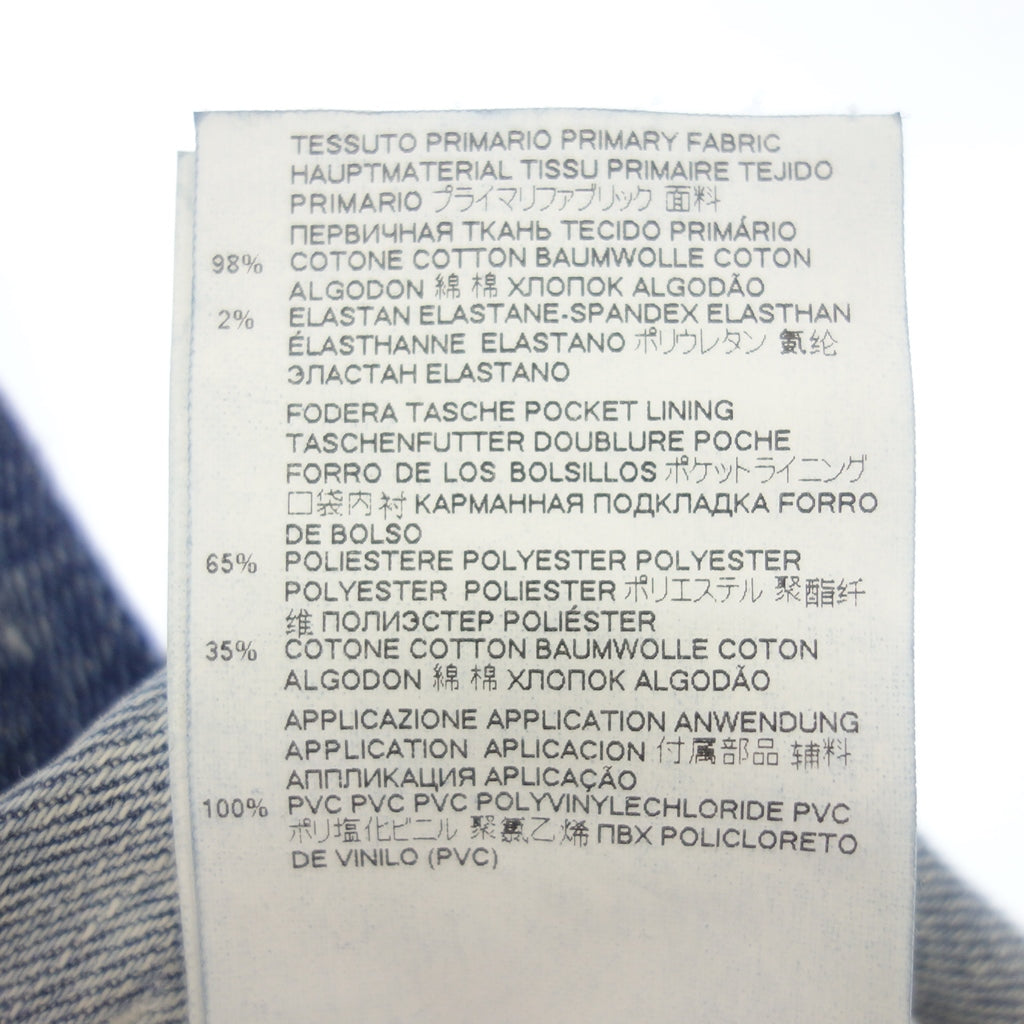 TESSUTO PRIMARIO PRIMARY FABRIC
HAUPTMATERIAL TISSU PRIMAIRE TEJIDO
PRIMARIO プライマリファブリック 面料
ПЕРВИЧНАЯ ТКАНЬ TECIDO PRIMÁRIO
98% COTONE COTTON BAUMWOLLE COTON
ALGODON 綿 棉 ХЛОПОК ALGODÃO
2% ELASTAN ELASTANE-SPANDEX ELASTHAN
ÉLASTHANNE ELASTANO ポリウレタン 氨纶
ЭЛАСТАН ELASTANO
FODERA TASCHE POCKET LINING
TASCHENFUTTER DOUBLURE POCHE
FORRO DE LOS BOLSILLOS ポケットライニング
口袋内衬 КАРМАННАЯ ПОДКЛАДКА FORRO
DE BOLSO
65% POLIESTERE POLYESTER POLYESTER
POLYESTER POLIESTER ポリエステル 聚酯纤
维 ПОЛИЭСТЕР POLIÉSTER
35% COTONE COTTON BAUMWOLLE COTON
ALGODON 綿 棉 ХЛОПОК ALGODÃO
APPLICAZIONE APPLICATION ANWENDUNG
APPLICATION APLICACION 付属部品 辅料
АППЛИКАЦИЯ APLICAÇÃO
100% PVC PVC PVC POLYVINYLECHLORIDE PVC
ポリ塩化ビニル 聚氯乙烯 ПВХ POLICLORETO
DE VINILO (PVC)